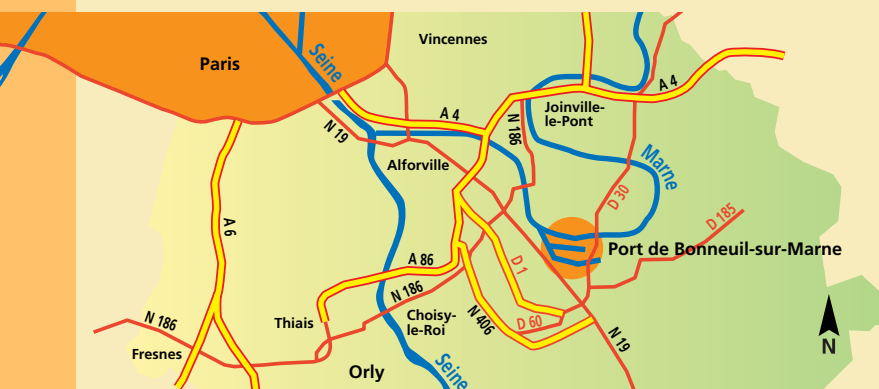 Paris
Seine
Vincennes
A 4
A 4
N 19
N 186
Joinville-
le-Pont
Alforville
Marne
A 6
D 30
D 185
Port de Bonneuil-sur-Marne
A 86
D 1
N 186
N 186
Thiais
Choisy-
le-Roi
N 406
D 60
N 19
Fresnes
Orly
Seine
N